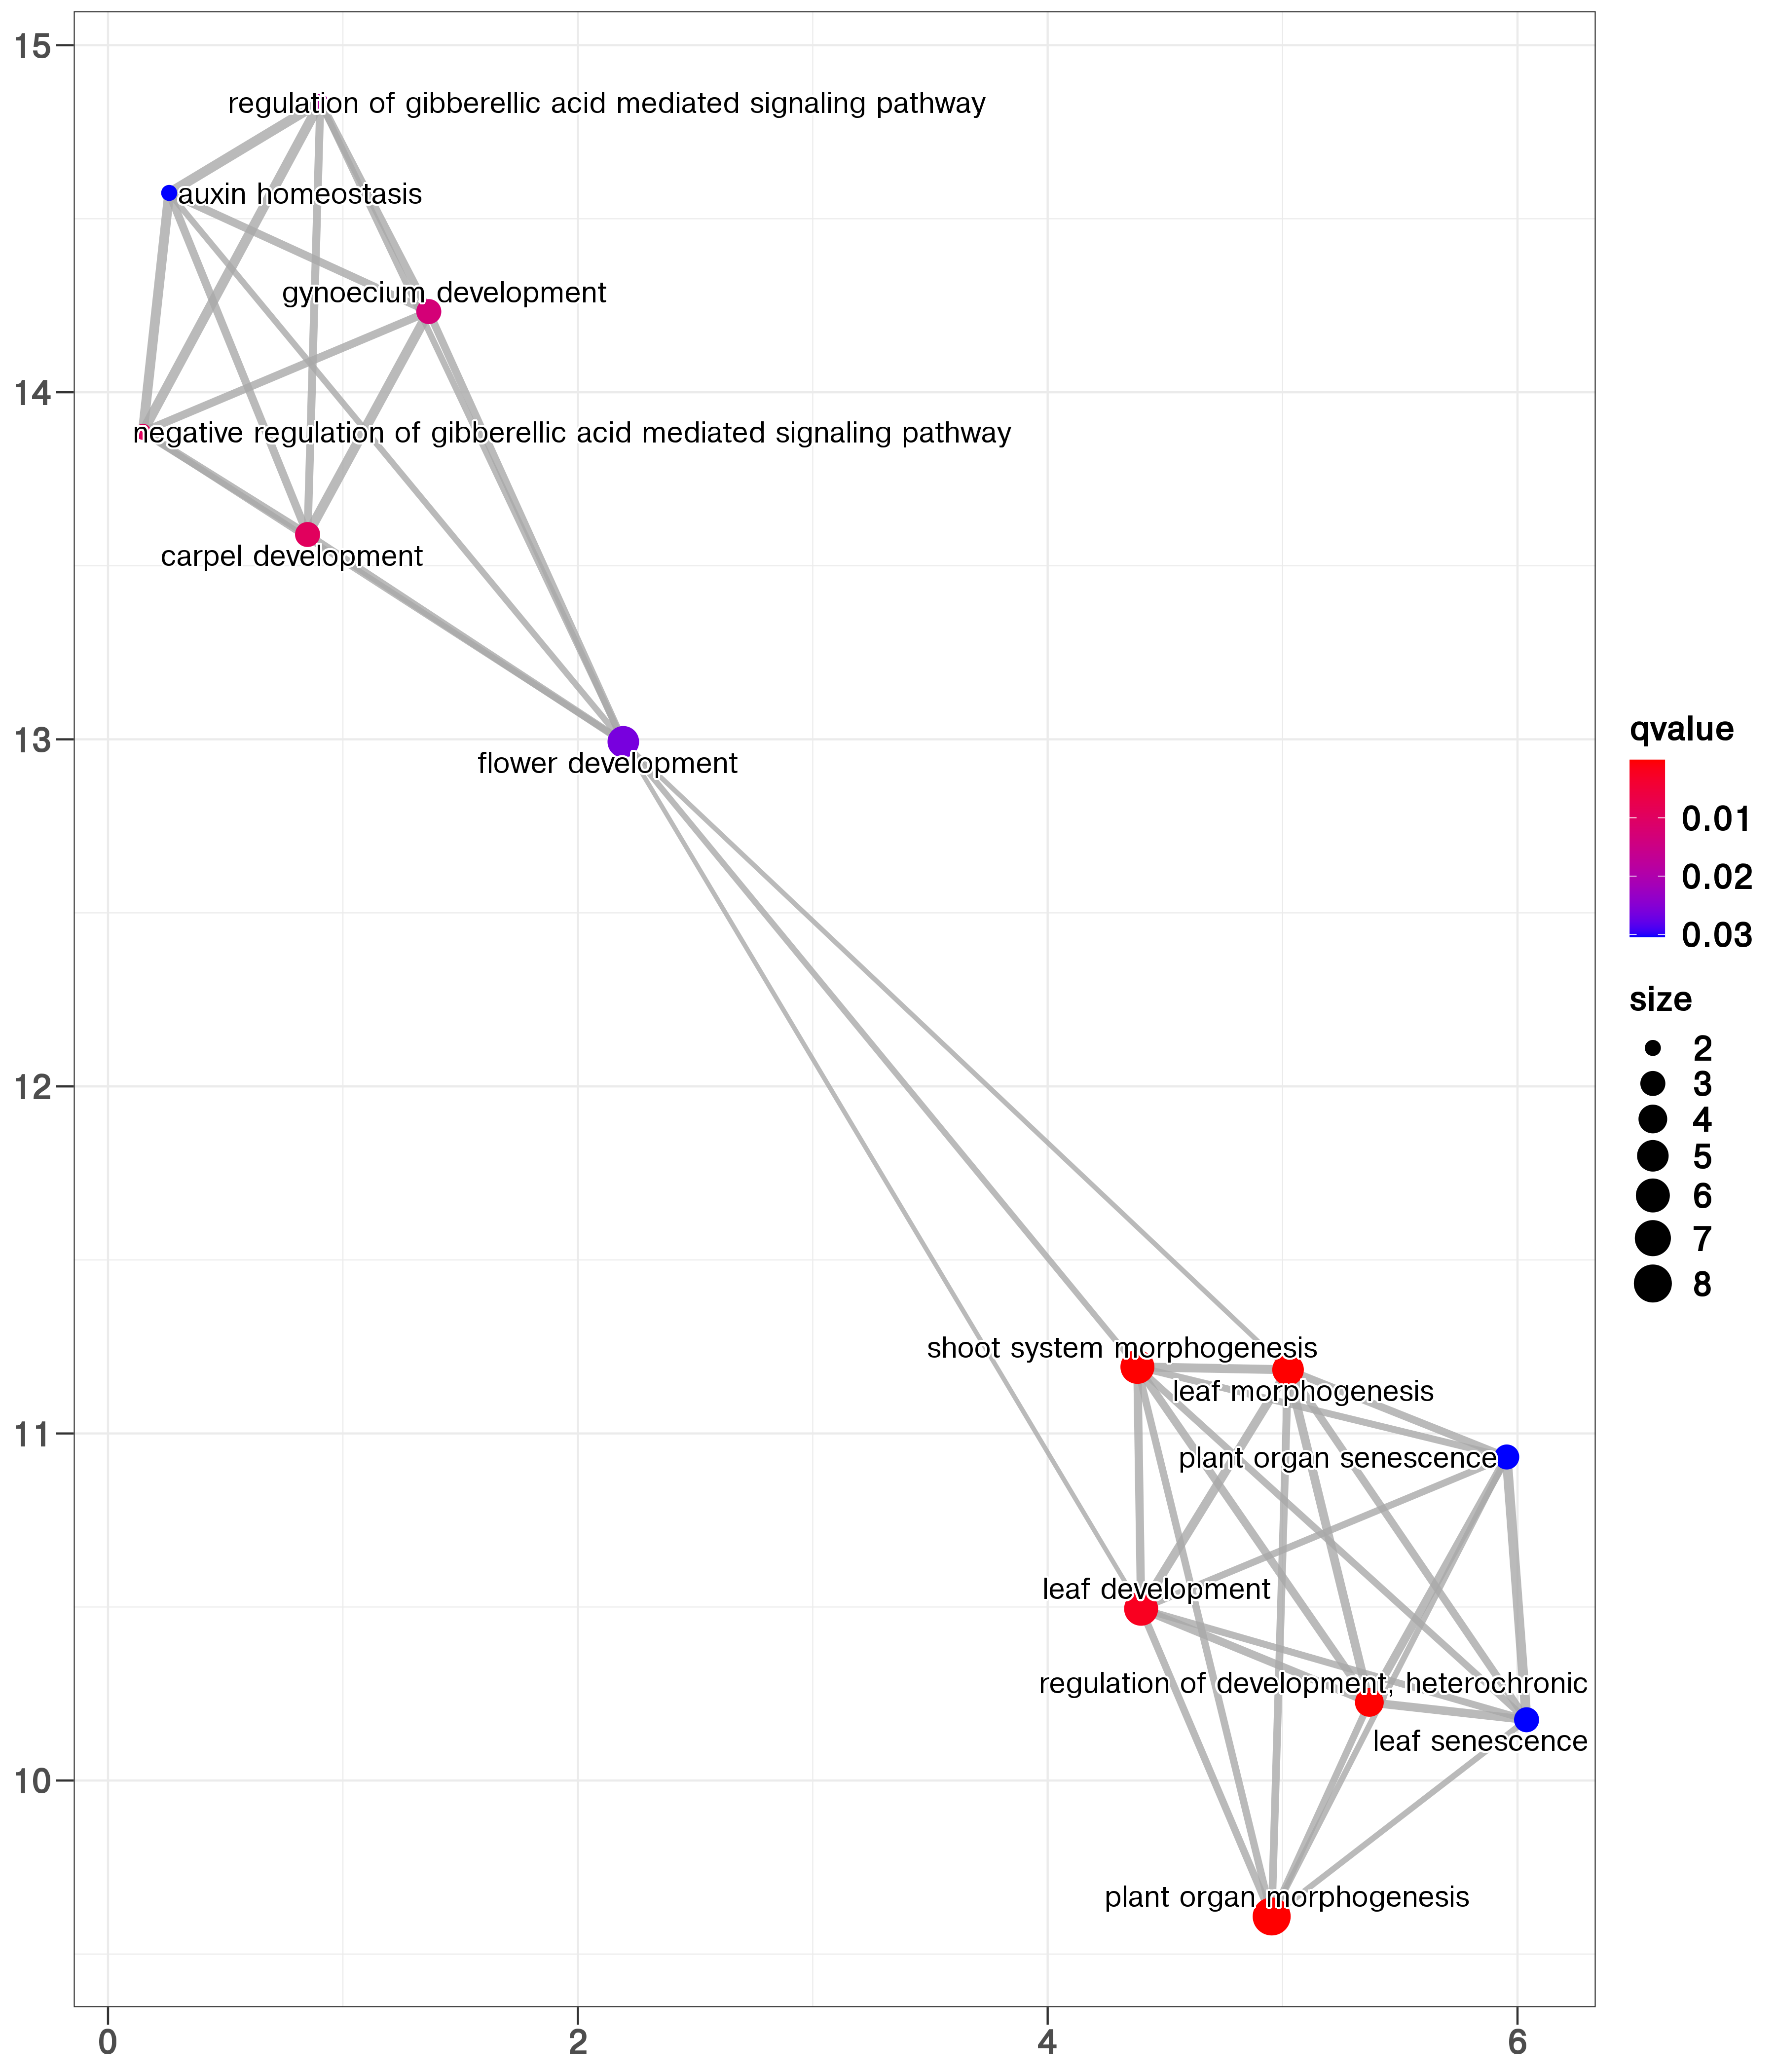 15
regulation of gibberellic acid mediated signaling pathway
auxin homeostasis
gynoecium development
14
negative regulation of gibberellic acid mediated signaling pathway
carpel development
13
flower development
12
shoot system morphogenesis
leaf morphogenesis
11
plant organ senescence
leaf development
regulation of development, heterochronic
leaf senescence
10
plant organ morphogenesis
0
2
4
6
qvalue
0.01
0.02
0.03
size
2
3
4
5
6
7
8